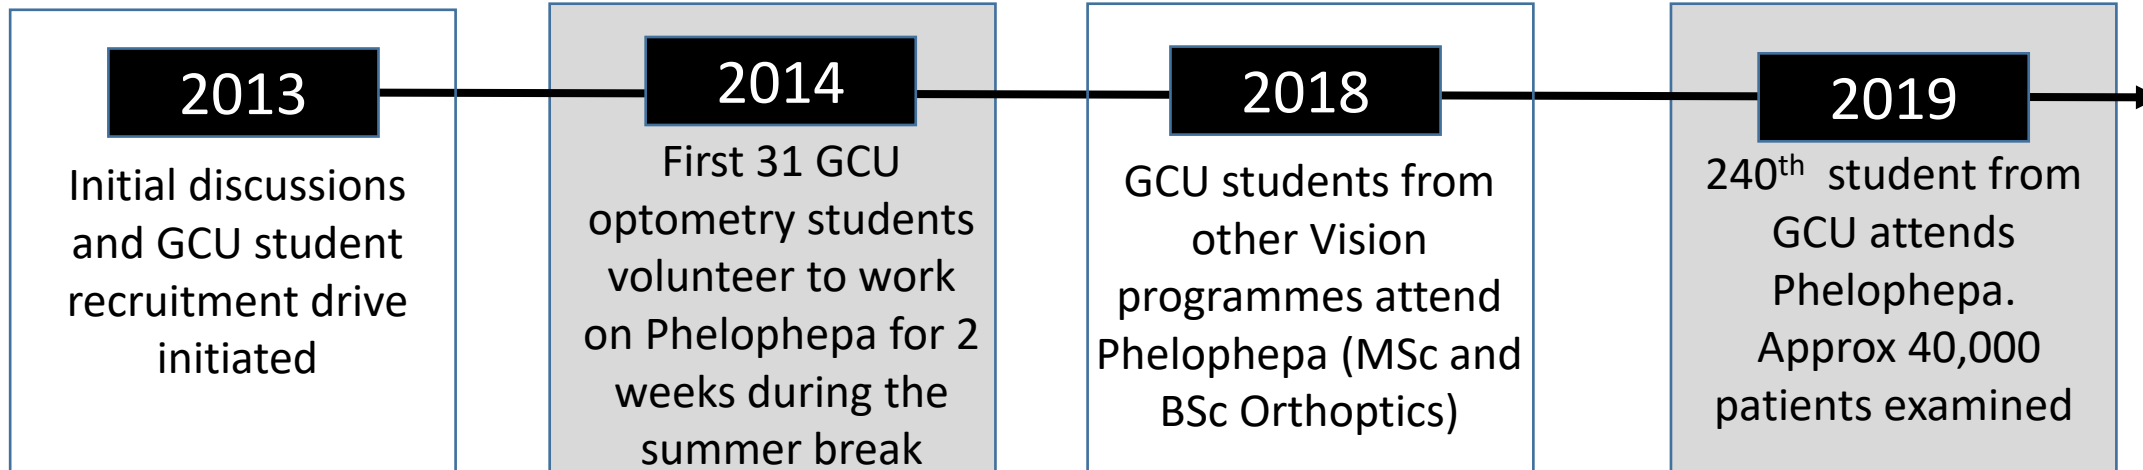 2013
Initial discussions
and GCU student
recruitment drive
initiated
2014
First 31 GCU
optometry students
volunteer to work
on Phelophepa for 2
weeks during the
summer break
2018
GCU students from
other Vision
programmes attend
Phelophepa (MSc and
BSc Orthoptics)
2019
240th student from
GCU attends
Phelophepa.
Approx 40,000
patients examined